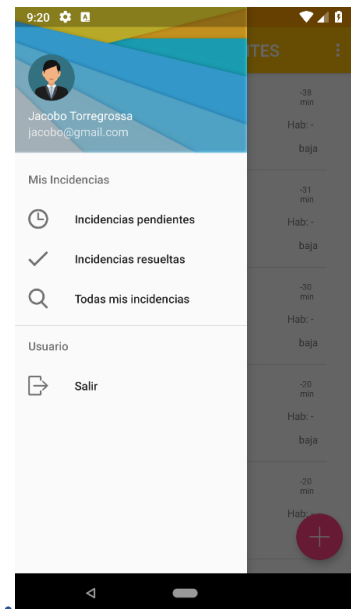 9:20
TES
Jacobo Torregrossa
jacobo@gmail.com
Mis Incidencias
Incidencias pendientes
Incidencias resueltas
Todas mis incidencias
Usuario
Salir
-39
min
Hab: -
baja
-31
min
Hab: -
baja
-30
min
Hab: -
baja
-20
min
Hab: -
baja
-20
min
Hab: -